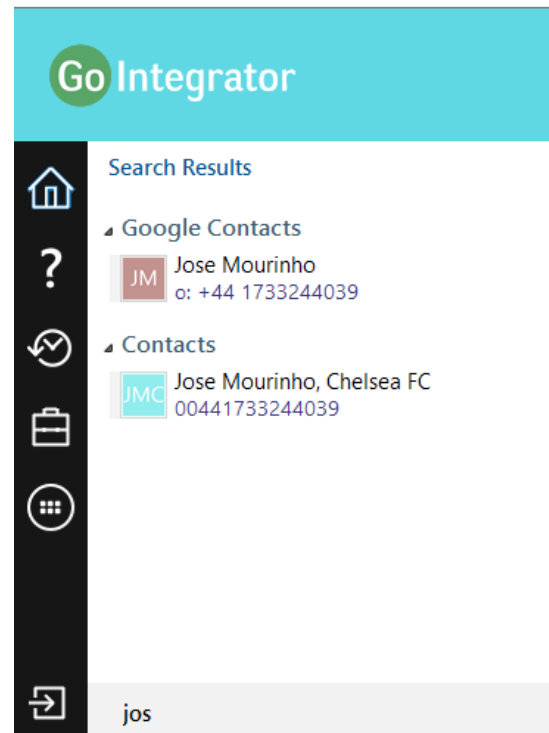 Go Integrator
Search Results
?
Google Contacts
JM
Jose Mourinho
o: +44 1733244039
Contacts
JMC
Jose Mourinho, Chelsea FC
00441733244039
jos